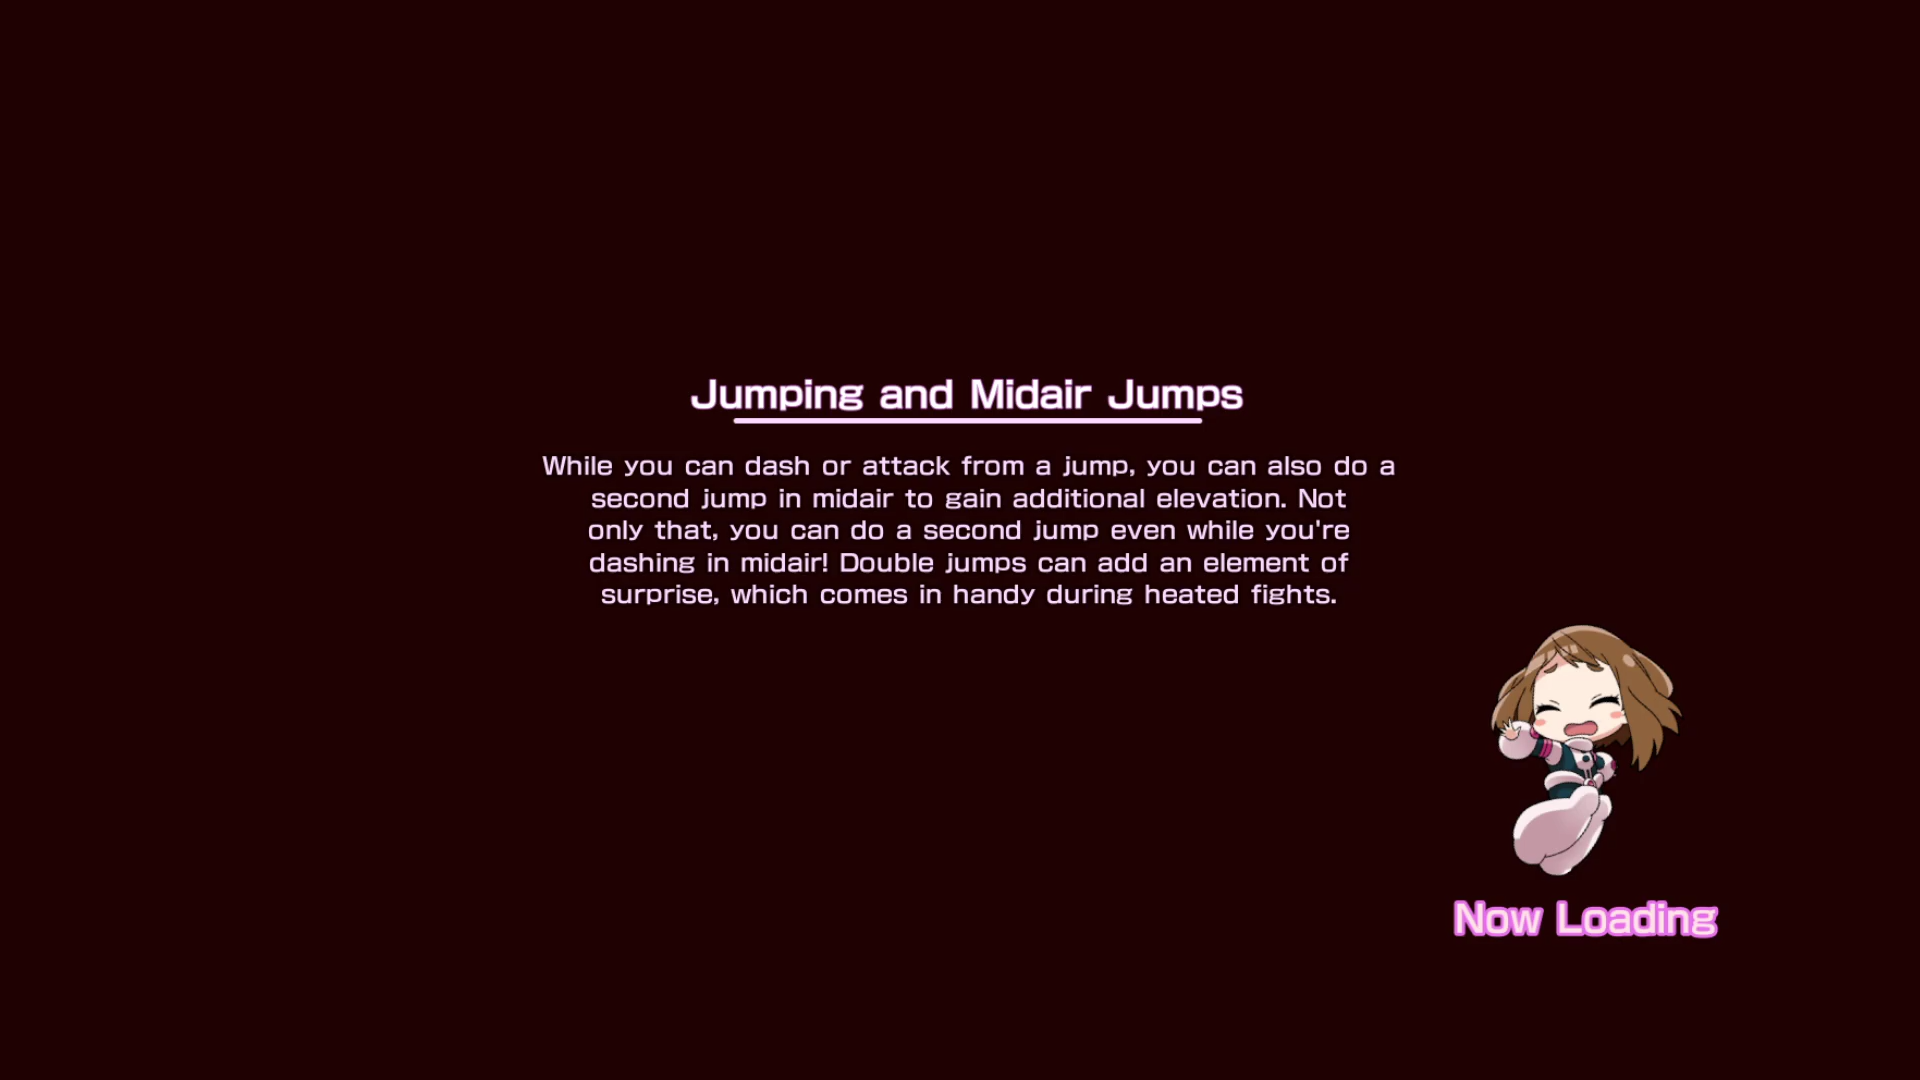 Jumping and Midair Jumps
While you can dash or attack from a jump, you can also do a
second jump in midair to gain additional elevation. Not
only that, you can do a second jump even while you're
dashing in midair! Double jumps can add an element of
surprise, which comes in handy during heated fights.
Now Loading